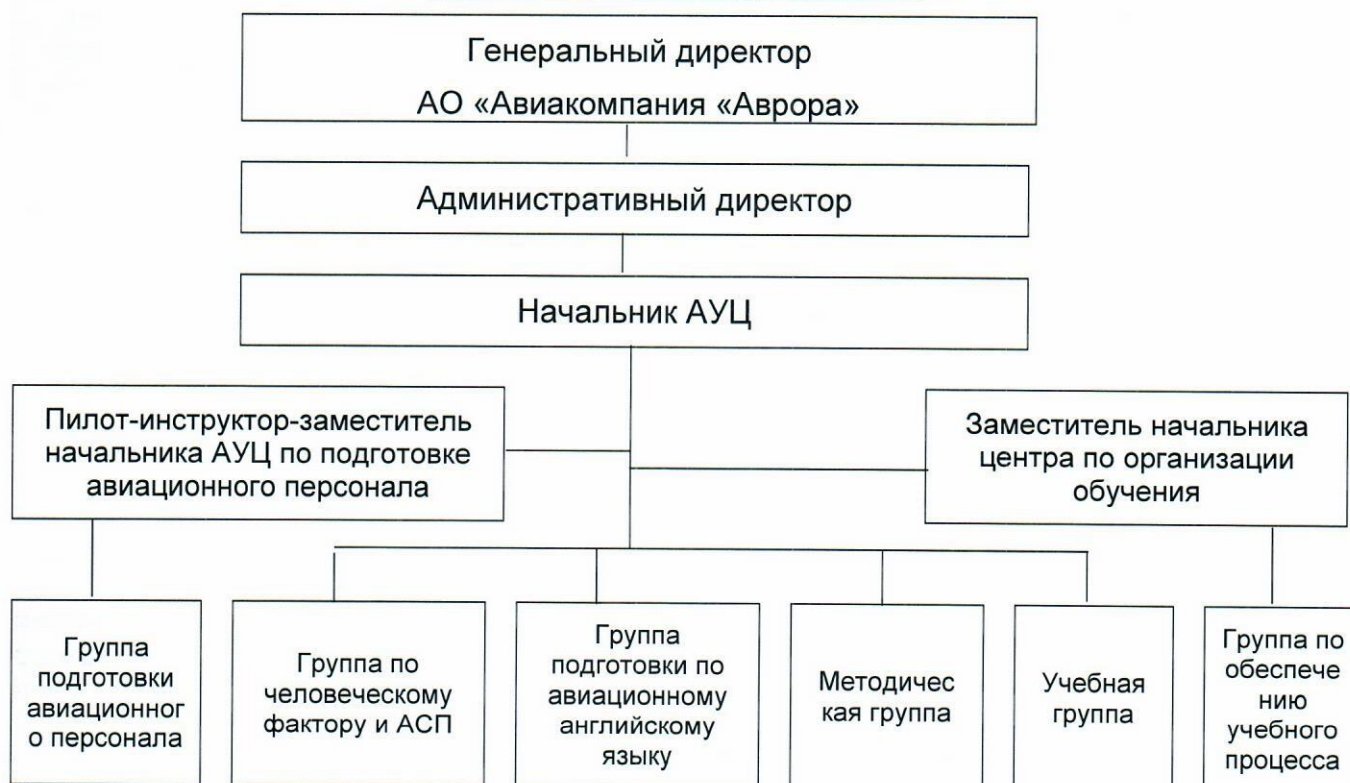 Генеральный директор
АО «Авиакомпания «Аврора»
Административный директор
Начальник АУЦ
Пилот-инструктор-заместитель
начальника АУЦ по подготовке
авиационного персонала
Заместитель начальника
центра по организации
обучения
Группа
подготовки
авиационног
о персонала
Группа по
человеческому
фактору и АСП
Группа
подготовки по
авиационному
английскому
языку
Методичес
кая группа
Учебная
группа
Группа по
обеспече
нию
учебного
процесса